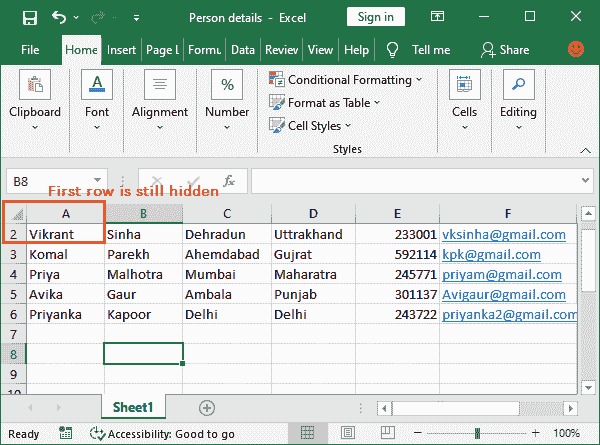 Person details - Excel Sign in
File Home Insert Page L Formu Data Review View Help Tell me Share
Clipboard Font Alignment Number Conditional Formatting Format as Table Cell Styles Cells Editing
Styles
B8 fx
First row is still hidden
A B C D E F
2 Vikrant Sinha Dehradun Uttrakhand 233001 vksinha@gmail.com
3 Komal Parekh Ahemdabad Gujrat 592114 kpk@gmail.com
4 Priya Malhotra Mumbai Maharatra 245771 priyam@gmail.com
5 Avika Gaur Ambala Punjab 301137 Avigaur@gmail.com
6 Priyanka Kapoor Delhi Delhi 243722 priyanka2@gmail.com
7
8
9
10
Sheet1
Ready Accessibility: Good to go 100%